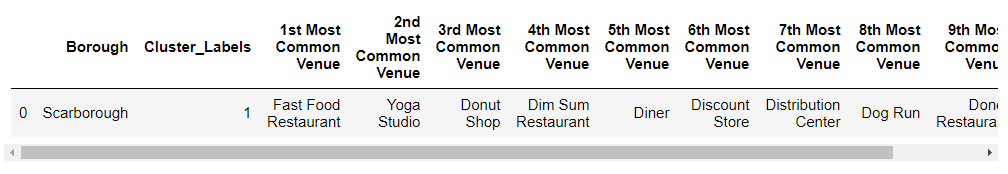 Borough Cluster_Labels 1st Most Common Venue 2nd Most Common Venue 3rd Most Common Venue 4th Most Common Venue 5th Most Common Venue 6th Most Common Venue 7th Most Common Venue 8th Most Common Venue 9th Most
0 Scarborough 1 Fast Food Restaurant Yoga Studio Donut Shop Dim Sum Restaurant Diner Discount Store Distribution Center Dog Run